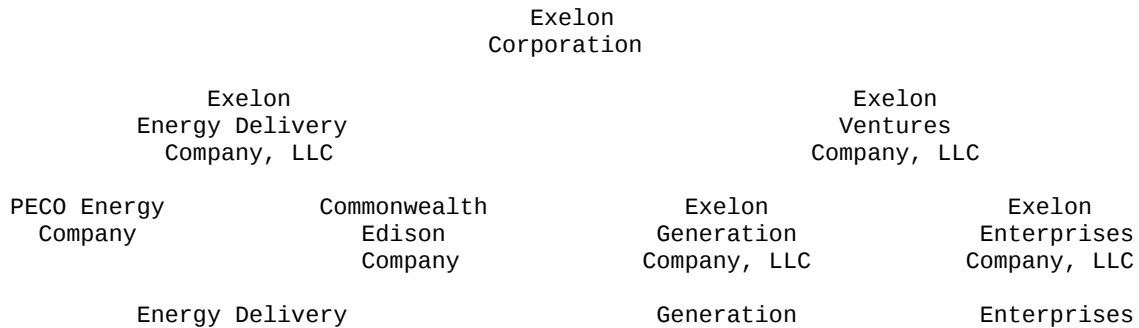 Exelon
Corporation
Exelon
Energy Delivery
Company, LLC
Exelon
Ventures
Company, LLC
PECO Energy
Company
Commonwealth
Edison
Company
Exelon
Generation
Company, LLC
Exelon
Enterprises
Company, LLC
Energy Delivery
Generation
Enterprises